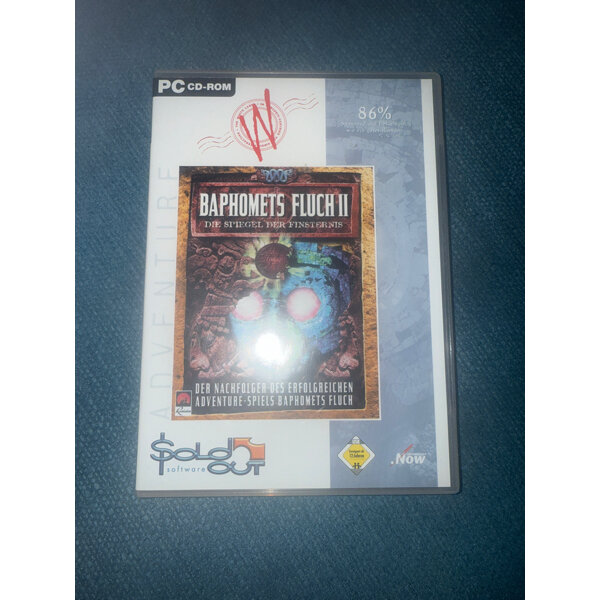 PC CD-ROM
W
86%
ADVENTURE
BAPHOMETS FLUCH II
DIE SPIEGEL DER FINSTERNIS
DER NACHFOLGER DES ERFOLGREICHEN
ADVENTURE-SPIELS BAPHOMETS FLUCH
SOLD
OUT
software
.Now